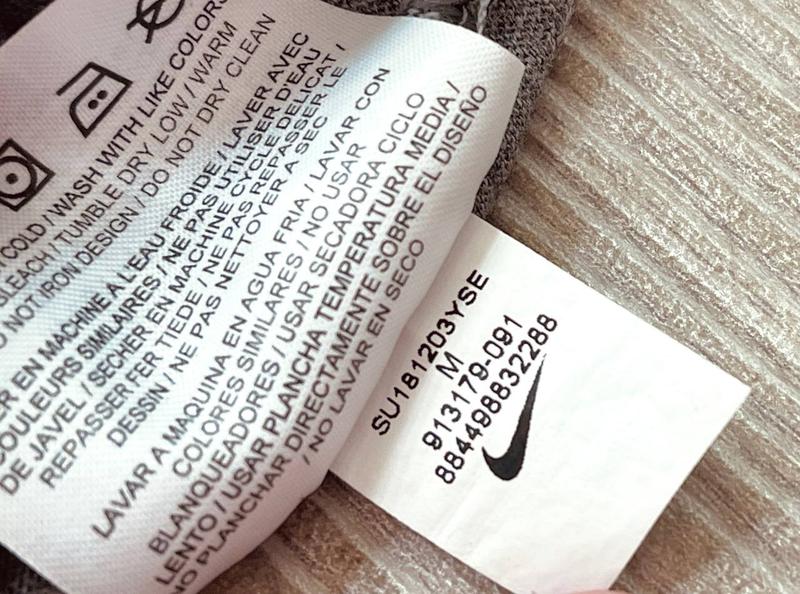 COLD / WASH WITH LIKE COLORS
BLEACH / TUMBLE DRY LOW / WARM
NOT IRON DESIGN / DO NOT DRY CLEAN
EN MACHINE A L'EAU FROIDE / LAVER AVEC
COULEURS SIMILAIRES / NE PAS UTILISER D'EAU
DE JAVEL / SECHER EN MACHINE CYCLE DELICAT /
REPASSER FER TIEDE / NE PAS REPASSER LE
DESSIN / NE PAS NETTOYER A SEC
LAVAR A MAQUINA EN AGUA FRIA / LAVAR CON
COLORES SIMILARES / NO USAR
BLANQUEADORES / USAR SECADORA CICLO
LENTO / USAR PLANCHA TEMPERATURA MEDIA /
NO PLANCHAR DIRECTAMENTE SOBRE EL DISEÑO
/ NO LAVAR EN SECO
SU181203YSE
M
913179-091
884498832288